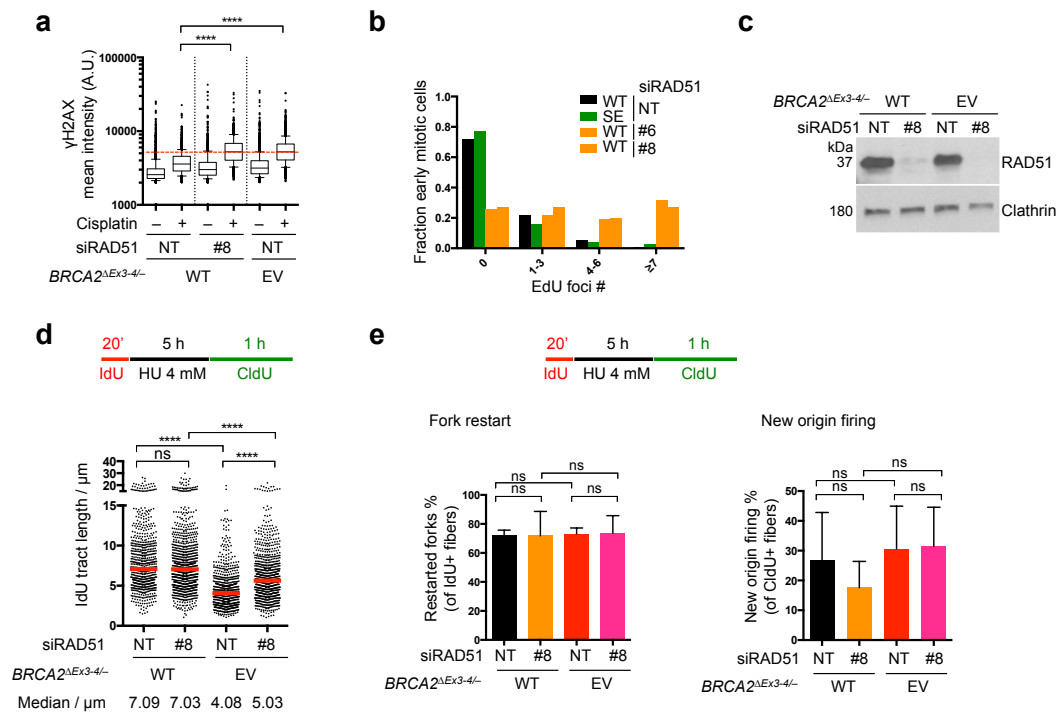 a
****
****
γH2AX
mean intensity (A.U.)
100000
10000
1000
Cisplatin – + – + – +
siRAD51 NT #8 NT
BRCA2ΔEx3-4/– WT EV
b
siRAD51
WT NT
SE
WT #6
WT #8
Fraction early mitotic cells
1.0
0.8
0.6
0.4
0.2
0.0
0 1-3 4-6 ≥7
EdU foci #
c
BRCA2ΔEx3-4/– WT EV
siRAD51 NT #8 NT #8
kDa
37 RAD51
180 Clathrin
d
20' 5 h 1 h
IdU HU 4 mM CldU
****
****
ns
****
IdU tract length / μm
40
30
20
15
10
5
0
siRAD51 NT #8 NT #8
BRCA2ΔEx3-4/– WT EV
Median / μm 7.09 7.03 4.08 5.03
e
20' 5 h 1 h
IdU HU 4 mM CldU
Fork restart
ns
ns
ns
ns
Restarted forks %
(of IdU+ fibers)
100
80
60
40
20
0
siRAD51 NT #8 NT #8
BRCA2ΔEx3-4/– WT EV
New origin firing
ns
ns
ns
ns
New origin firing %
(of CldU+ fibers)
50
40
30
20
10
0
siRAD51 NT #8 NT #8
BRCA2ΔEx3-4/– WT EV